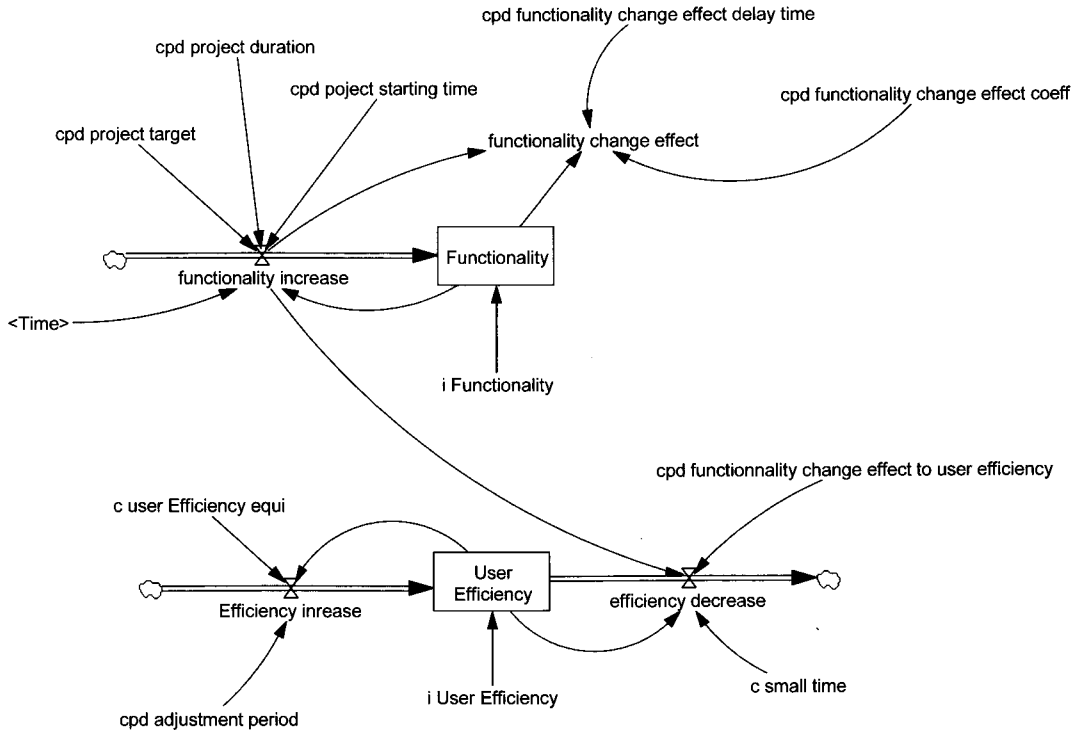 cpd functionality change effect delay time
cpd project duration
cpd poject starting time
cpd functionality change effect coeff
cpd project target
functionality change effect
Functionality
functionality increase
<Time>
i Functionality
cpd functionnality change effect to user efficiency
c user Efficiency equi
User
Efficiency
Efficiency inrease
efficiency decrease
i User Efficiency
c small time
cpd adjustment period